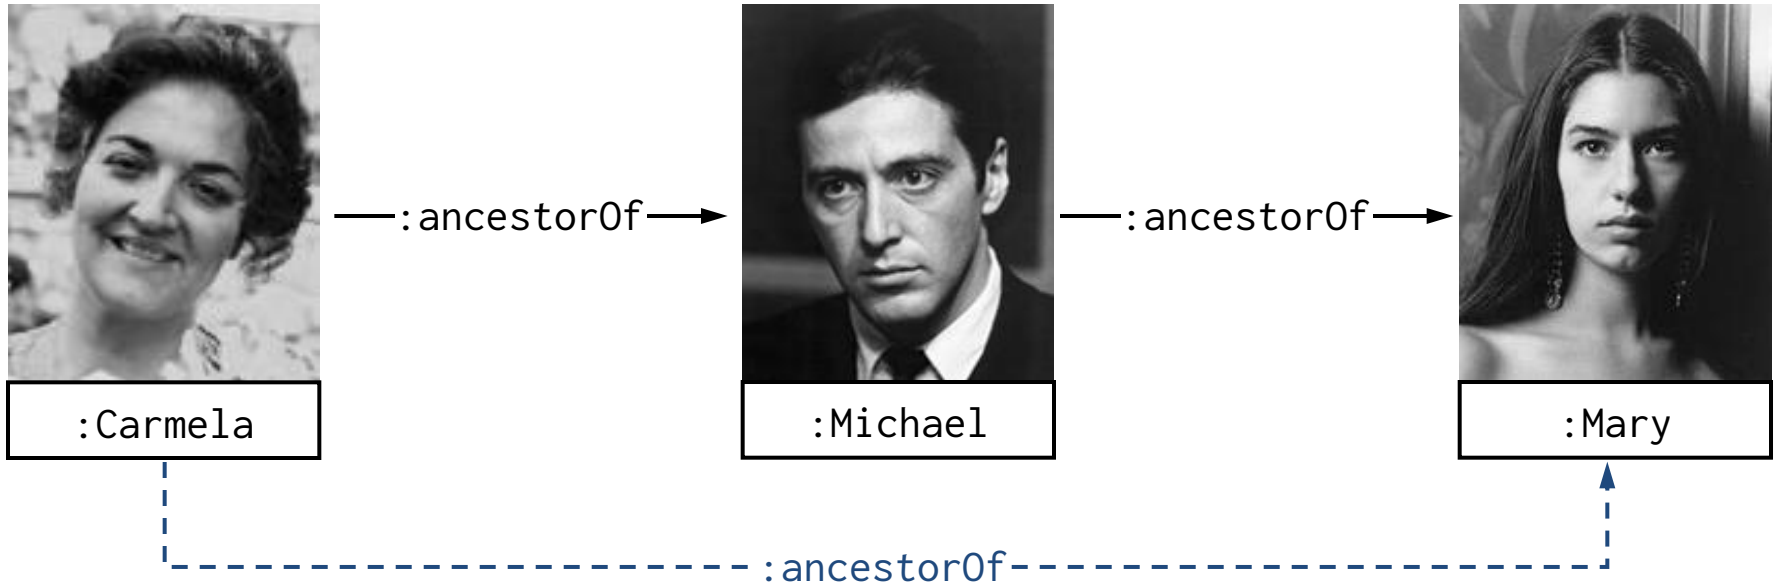 :ancestorOf
:ancestorOf
:Carmela
:Michael
:Mary
:ancestorOf